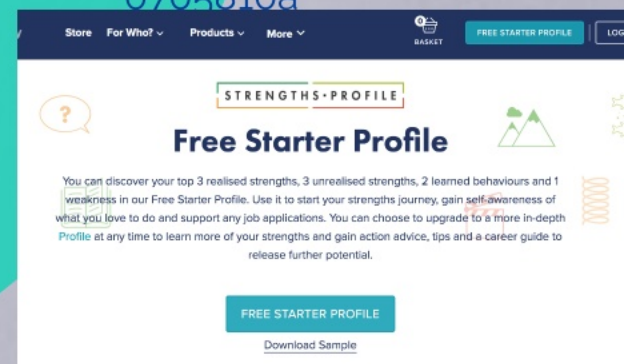 Store For Who? Products More 0 BASKET FREE STARTER PROFILE
STRENGTHS PROFILE
?
Free Starter Profile
You can discover your top 3 realised strengths, 3 unrealised strengths, 2 learned behaviours and 1
weakness in our Free Starter Profile. Use it to start your strengths journey, gain self-awareness of
what you love to do and support any job applications. You can choose to upgrade to a more in-depth
Profile at any time to learn more of your strengths and gain action advice, tips and a career guide to
release further potential.
FREE STARTER PROFILE
Download Sample